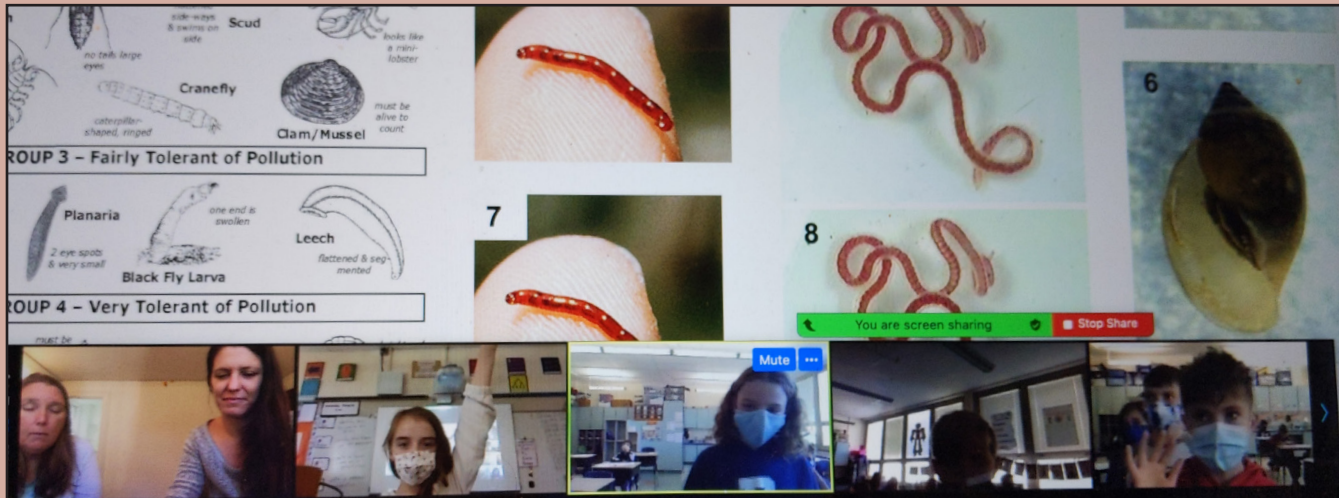 side-ways
& swims on
side
Scud
looks like
a mini-
lobster
no tails large
eyes
Cranefly
caterpillar-
shaped, ringed
Clam/Mussel
must be
alive to
count
ROUP 3 – Fairly Tolerant of Pollution
Planaria
2 eye spots
& very small
one end is
swollen
Black Fly Larva
Leech
flattened & seg-
mented
ROUP 4 – Very Tolerant of Pollution
must be
7
8
6
You are screen sharing
Stop Share
Mute